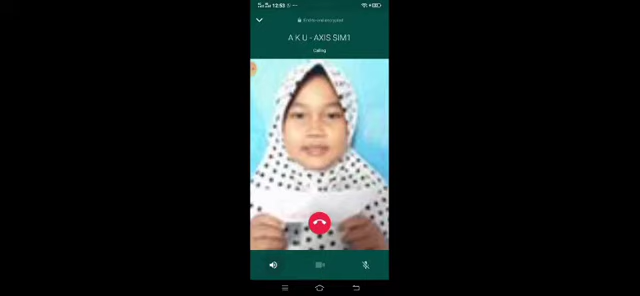 12:53
End-to-end encrypted
A K U - AXIS SIM1
Calling